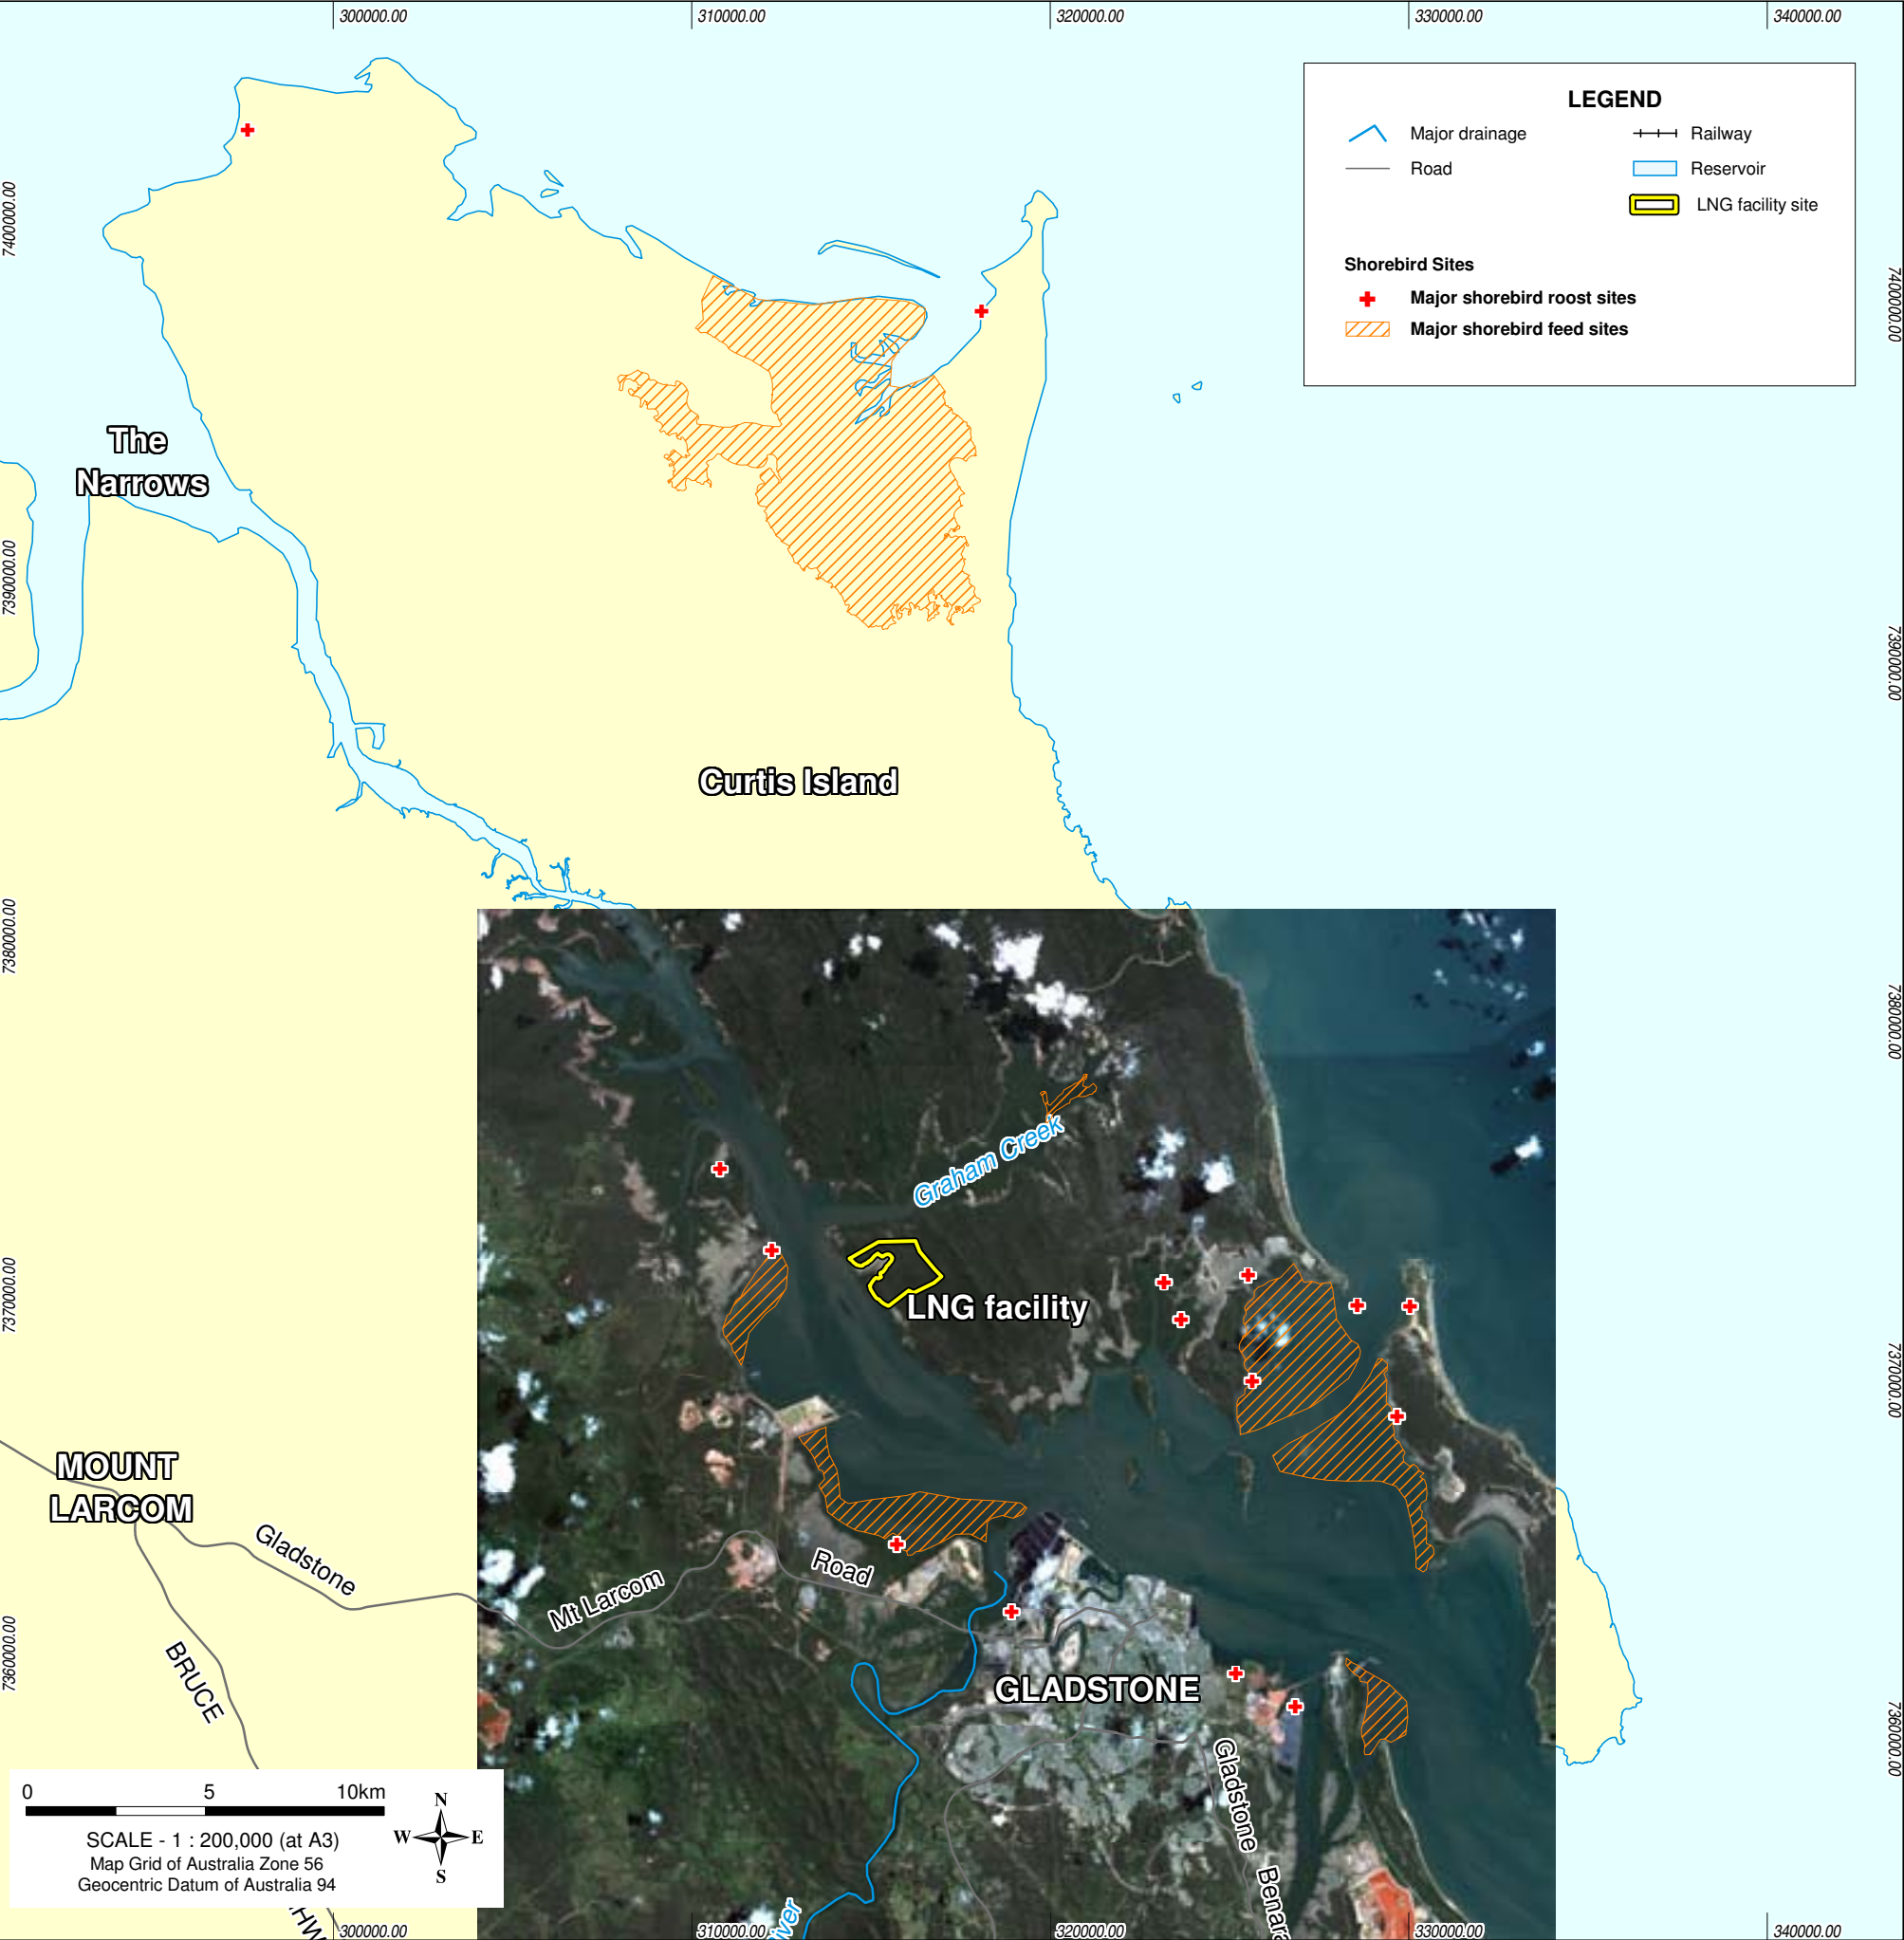 300000.00
310000.00
320000.00
330000.00
340000.00
LEGEND
Major drainage
Railway
Road
Reservoir
LNG facility site
Shorebird Sites
Major shorebird roost sites
Major shorebird feed sites
7400000.00
7400000.00
The
Narrows
7390000.00
7390000.00
Curtis Island
7380000.00
7380000.00
Graham Creek
LNG facility
7370000.00
7370000.00
MOUNT
LARCOM
Gladstone
Mt Larcom
Road
BRUCE
7360000.00
7360000.00
GLADSTONE
Gladstone
Benara
0 5 10km
SCALE - 1 : 200,000 (at A3)
Map Grid of Australia Zone 56
Geocentric Datum of Australia 94
N
W E
S
HW
iver
300000.00
310000.00
320000.00
330000.00
340000.00